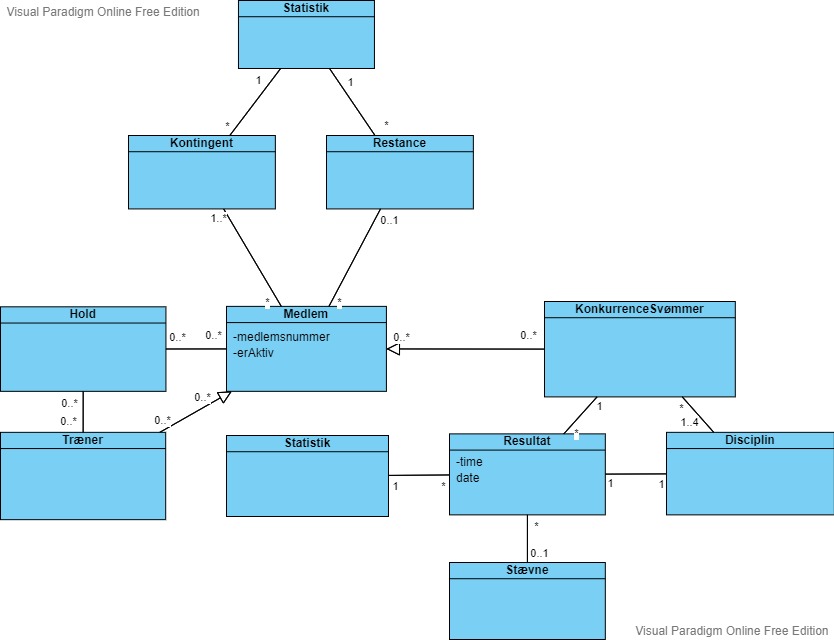 Visual Paradigm Online Free Edition
Statistik
1
1
*
*
Kontingent
Restance
1..*
0..1
*
*
Hold
Medlem
KonkurrenceSvømmer
-medlemsnummer
-erAktiv
0..*
0..*
0..*
0..*
0..*
0..*
0..*
0..*
1
*
1..4
*
Træner
Statistik
Resultat
Disciplin
-time
date
1
*
1
1
*
0..1
Stævne
Visual Paradigm Online Free Edition